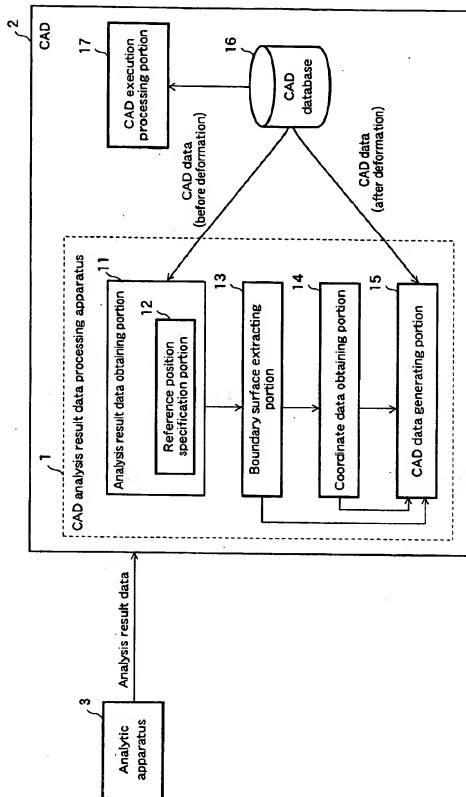 2
CAD
17
CAD execution
processing portion
16
CAD
database
CAD data
(before deformation)
CAD data
(after deformation)
1
CAD analysis result data processing apparatus
11
Analysis result data obtaining portion
12
Reference position
specification portion
13
Boundary surface extracting
portion
14
Coordinate data obtaining portion
15
CAD data generating portion
Analysis result data
3
Analytic
apparatus